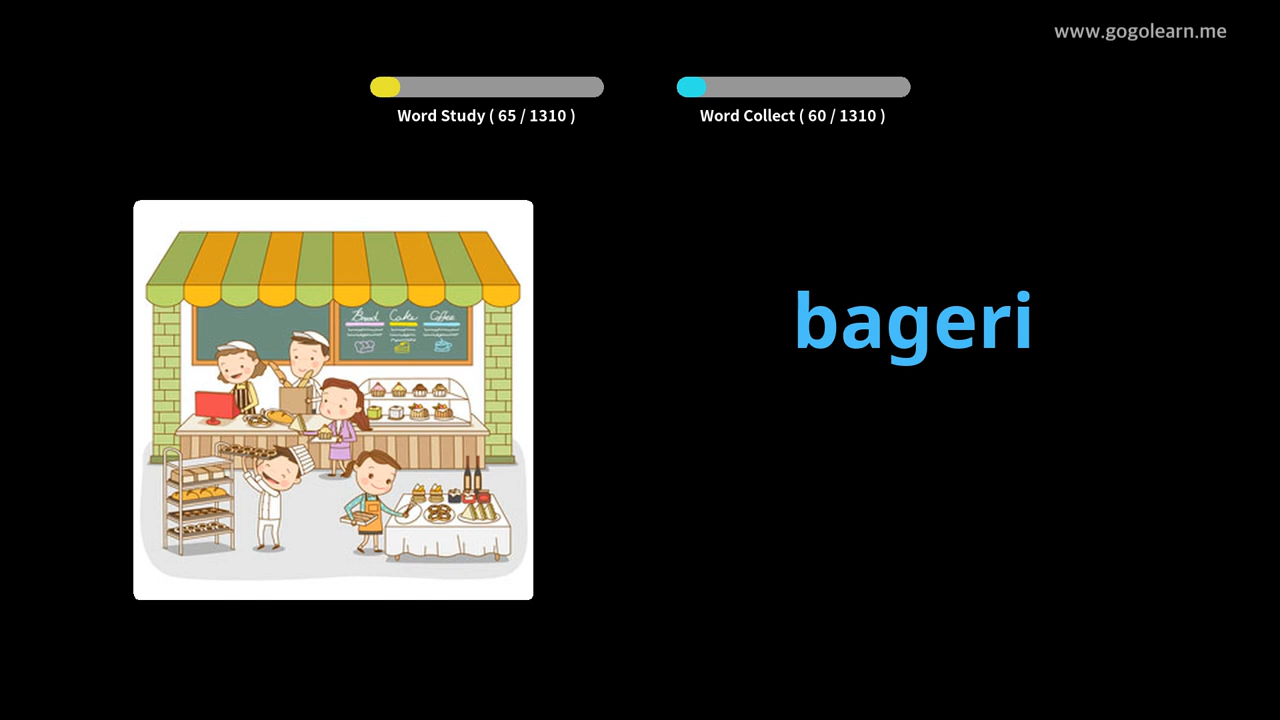 www.gogolearn.me
Word Study ( 65 / 1310 )
Word Collect ( 60 / 1310 )
Bread Cake Coffee
bageri